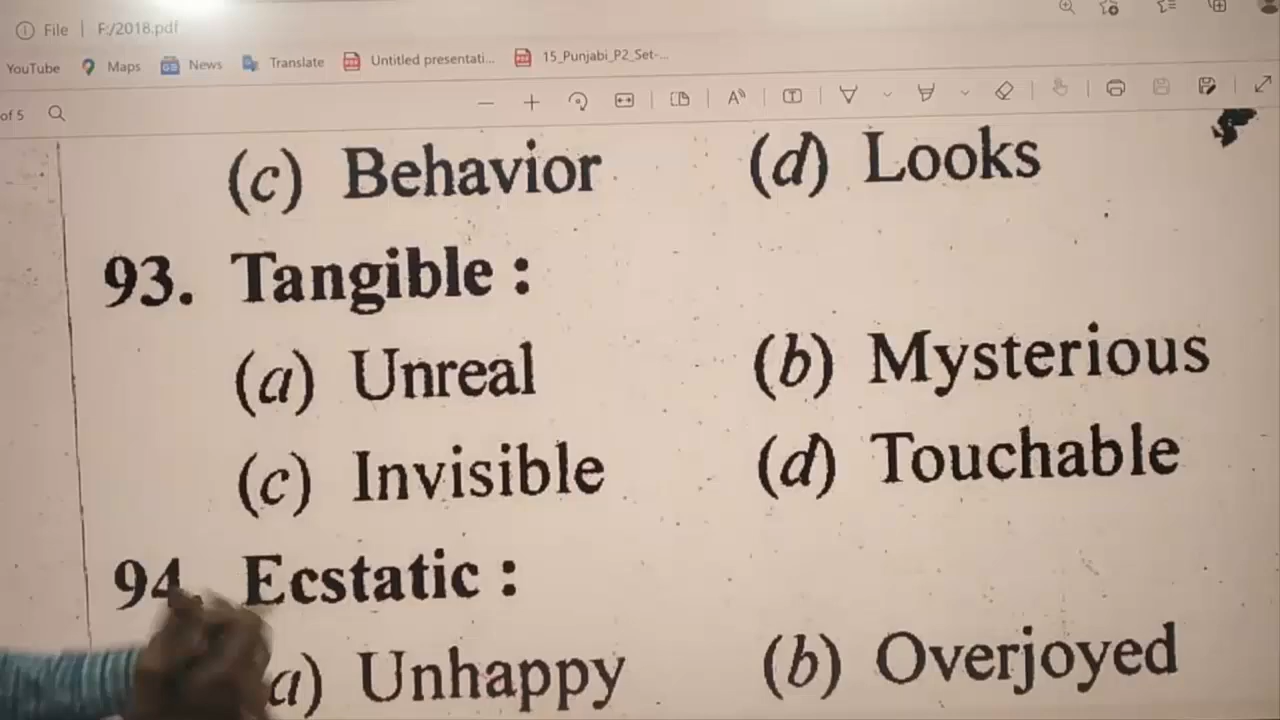 File | F:/2018.pdf
YouTube Maps News Translate Untitled presentati... 15_Punjabi_P2_Set-...
of 5
(c) Behavior (d) Looks
93. Tangible :
(a) Unreal (b) Mysterious
(c) Invisible (d) Touchable
94. Ecstatic :
a) Unhappy (b) Overjoyed